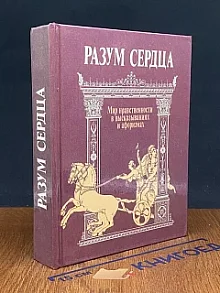 РАЗУМ СЕРДЦА
Мир нравственности
в высказываниях
и афоризмах
РАЗУМ СЕРДЦА